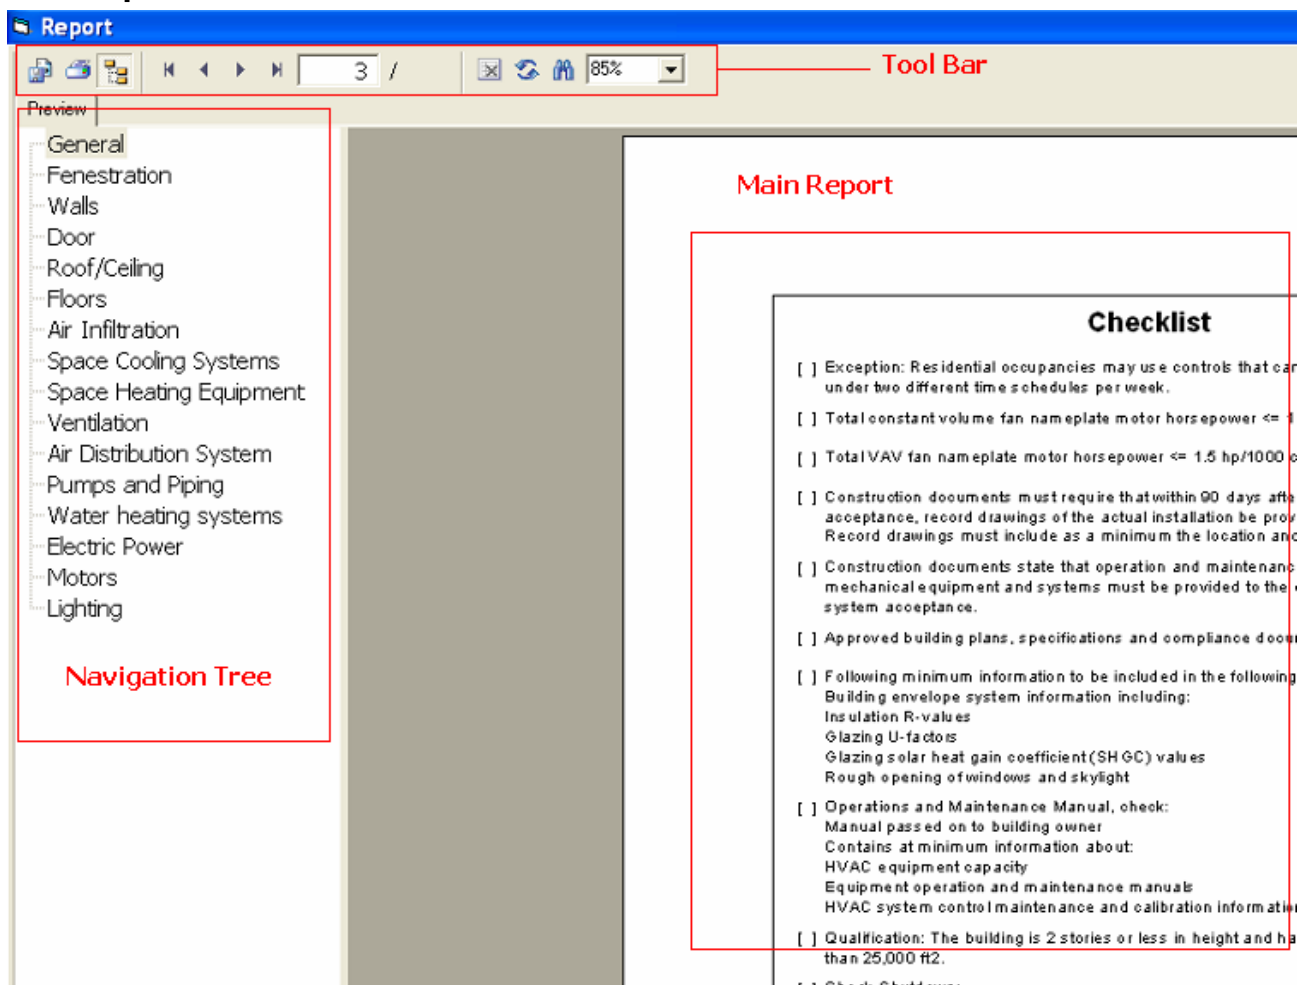 Report
3 /
85%
Tool Bar
Preview
General
Fenestration
Walls
Door
Roof/Ceiling
Floors
Air Infiltration
Space Cooling Systems
Space Heating Equipment
Ventilation
Air Distribution System
Pumps and Piping
Water heating systems
Electric Power
Motors
Lighting
Navigation Tree
Main Report
Checklist
[ ] Exception: Residential occupancies may use controls that can
under two different time schedules per week.
[ ] Total constant volume fan nameplate motor horsepower <= 1
[ ] Total VAV fan nameplate motor horsepower <= 1.5 hp/1000 c
[ ] Construction documents must require that within 90 days afte
acceptance, record drawings of the actual installation be prov
Record drawings must include as a minimum the location and
[ ] Construction documents state that operation and maintenanc
mechanical equipment and systems must be provided to the
system acceptance.
[ ] Approved building plans, specifications and compliance docu
[ ] Following minimum information to be included in the following
Building envelope system information including:
Insulation R-values
Glazing U-factors
Glazing solar heat gain coefficient (SHGC) values
Rough opening of windows and skylight
[ ] Operations and Maintenance Manual, check:
Manual passed on to building owner
Contains at minimum information about:
HVAC equipment capacity
Equipment operation and maintenance manuals
HVAC system control maintenance and calibration information
[ ] Qualification: The building is 2 stories or less in height and ha
than 25,000 ft2.